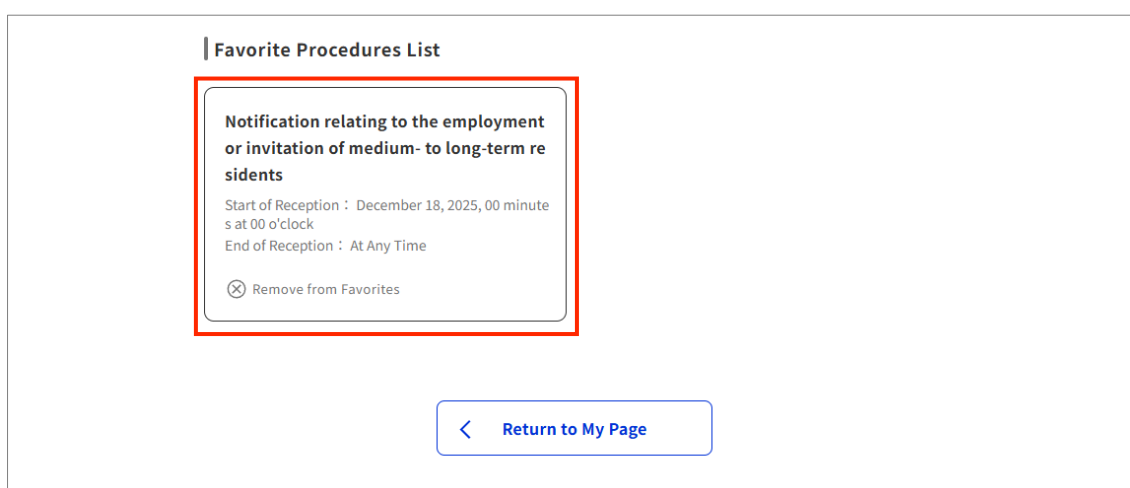 Favorite Procedures List
Notification relating to the employment
or invitation of medium- to long-term re
sidents
Start of Reception： December 18, 2025, 00 minute
s at 00 o'clock
End of Reception： At Any Time
Remove from Favorites
Return to My Page